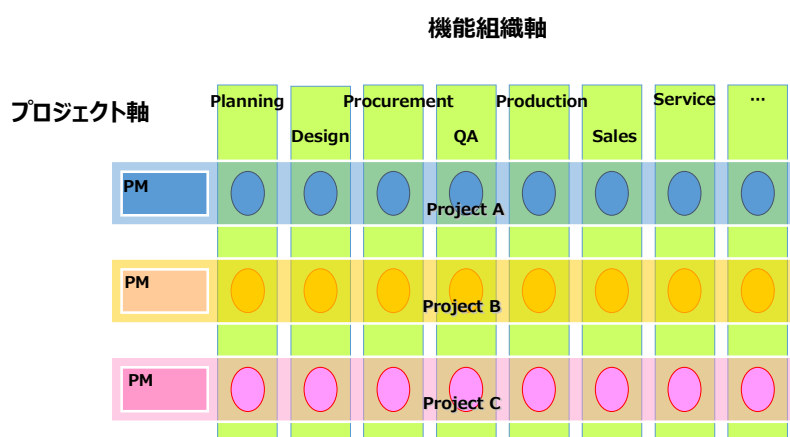 機能組織軸
プロジェクト軸
Planning
Procurement
Production
Service
…
Design
QA
Sales
PM
Project A
PM
Project B
PM
Project C